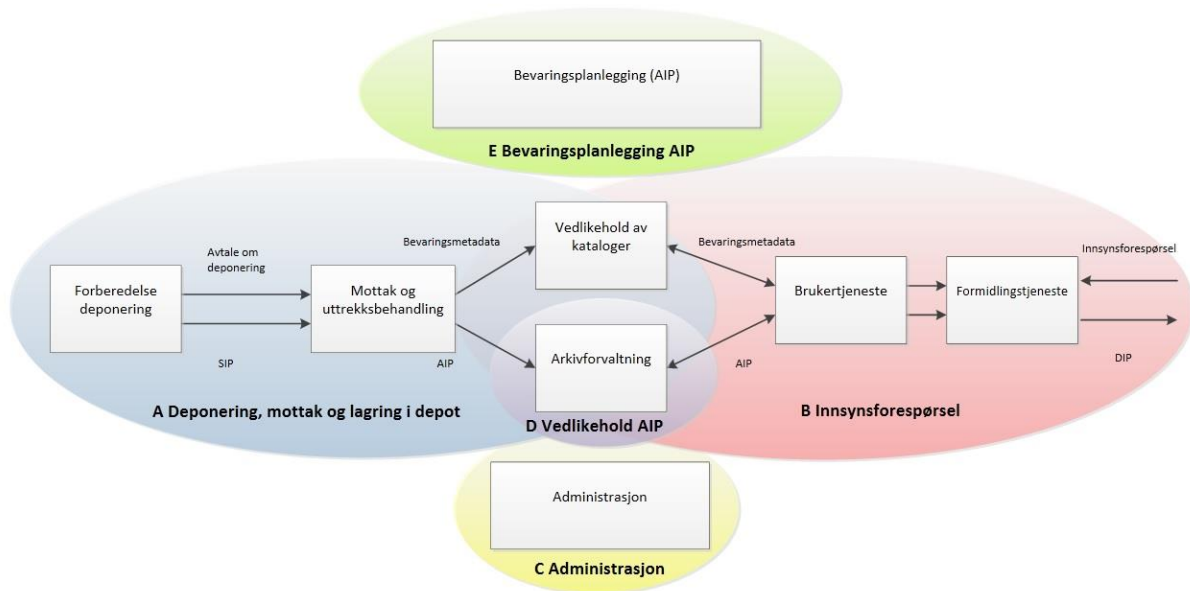 Bevaringsplanlegging (AIP)
E Bevaringsplanlegging AIP
Avtale om
deponering
Forberedelse
deponering
SIP
Mottak og
uttrekksbehandling
Bevaringsmetadata
AIP
A Deponering, mottak og lagring i depot
Vedlikehold av
kataloger
Arkivforvaltning
D Vedlikehold AIP
Bevaringsmetadata
AIP
Brukertjeneste
Formidlingstjeneste
Innsynsforespørsel
DIP
B Innsynsforespørsel
Administrasjon
C Administrasjon